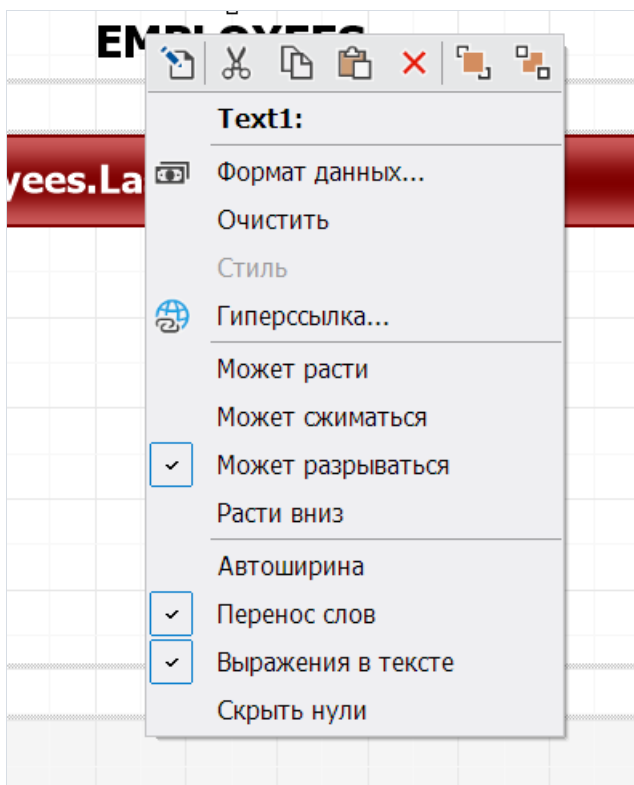 EMPLOYEES
Text1:
yees.La
Формат данных...
Очистить
Стиль
Гиперссылка...
Может расти
Может сжиматься
Может разрываться
Расти вниз
Автоширина
Перенос слов
Выражения в тексте
Скрыть нули